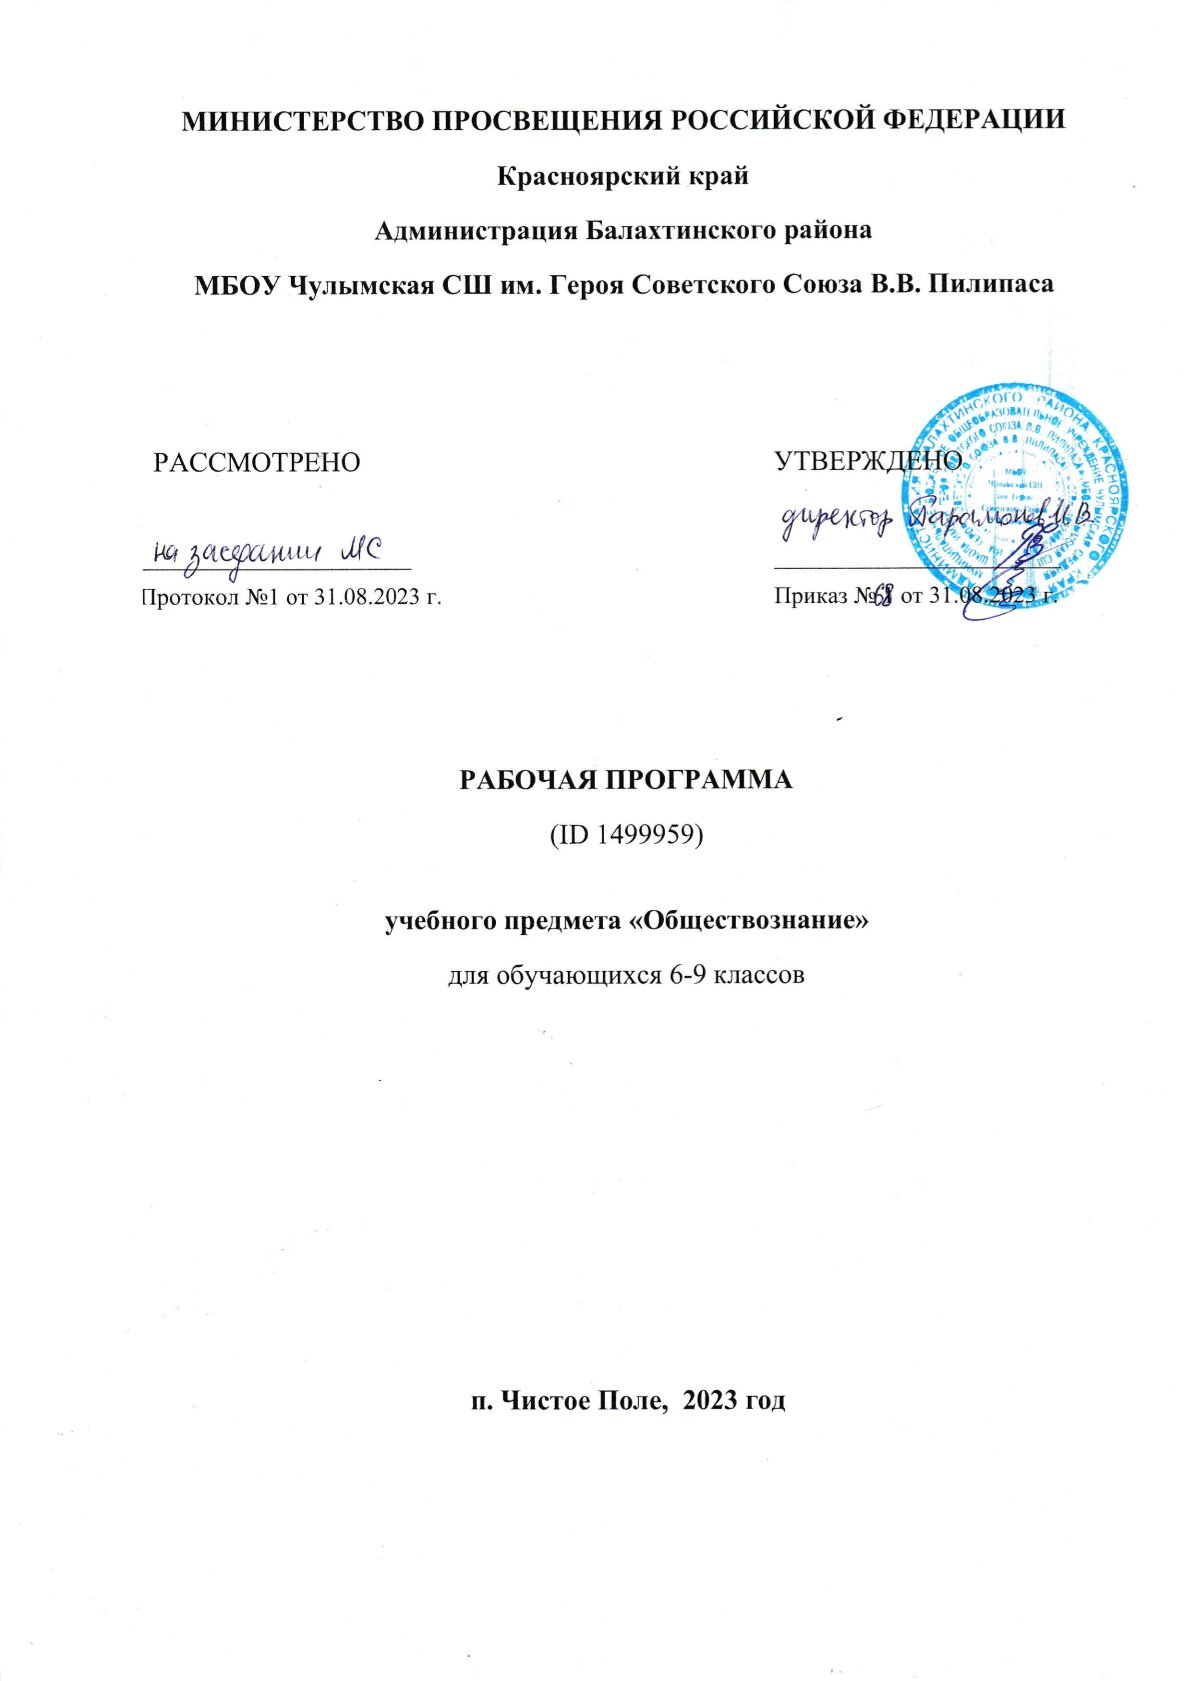 МИНИСТЕРСТВО ПРОСВЕЩЕНИЯ РОССИЙСКОЙ ФЕДЕРАЦИИ
Красноярский край
Администрация Балахтинского района
МБОУ Чулымская СШ им. Героя Советского Союза В.В. Пилипаса
РАССМОТРЕНО
на заседании МС
Протокол №1 от 31.08.2023 г.
УТВЕРЖДЕНО
директор
Приказ № от 31.08.2023 г.
РАБОЧАЯ ПРОГРАММА
(ID 1499959)
учебного предмета «Обществознание»
для обучающихся 6-9 классов
п. Чистое Поле, 2023 год